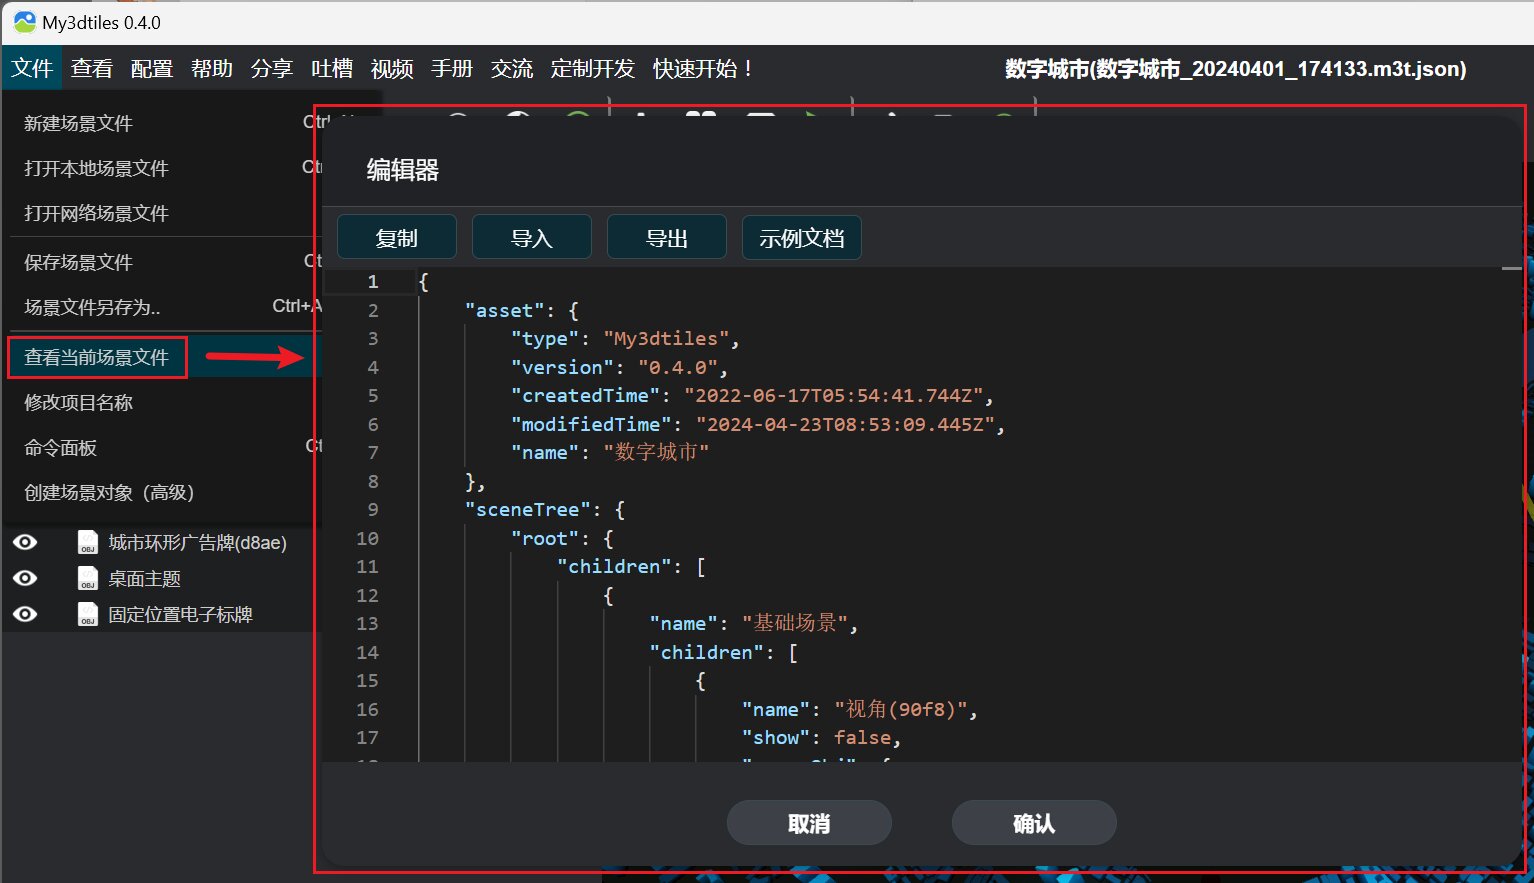 My3dtiles 0.4.0
文件 查看 配置 帮助 分享 吐槽 视频 手册 交流 定制开发 快速开始！ 数字城市(数字城市_20240401_174133.m3t.json)
新建场景文件
打开本地场景文件
打开网络场景文件
保存场景文件
场景文件另存为.. Ctrl+A
查看当前场景文件
修改项目名称
命令面板
创建场景对象（高级）
城市环形广告牌(d8ae)
桌面主题
固定位置电子标牌
编辑器
复制 导入 导出 示例文档
1 {
2 "asset": {
3 "type": "My3dtiles",
4 "version": "0.4.0",
5 "createdTime": "2022-06-17T05:54:41.744Z",
6 "modifiedTime": "2024-04-23T08:53:09.445Z",
7 "name": "数字城市"
8 },
9 "sceneTree": {
10 "root": {
11 "children": [
12 {
13 "name": "基础场景",
14 "children": [
15 {
16 "name": "视角(90f8)",
17 "show": false,
取消 确认